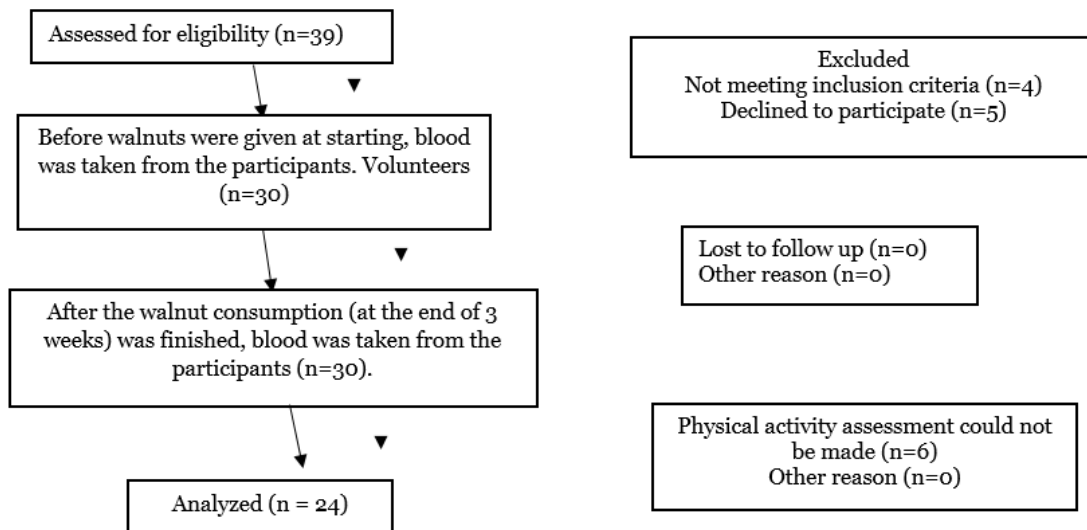 Assessed for eligibility (n=39)
Excluded
Not meeting inclusion criteria (n=4)
Declined to participate (n=5)
Before walnuts were given at starting, blood
was taken from the participants. Volunteers
(n=30)
Lost to follow up (n=0)
Other reason (n=0)
After the walnut consumption (at the end of 3
weeks) was finished, blood was taken from the
participants (n=30).
Physical activity assessment could not
be made (n=6)
Other reason (n=0)
Analyzed (n = 24)